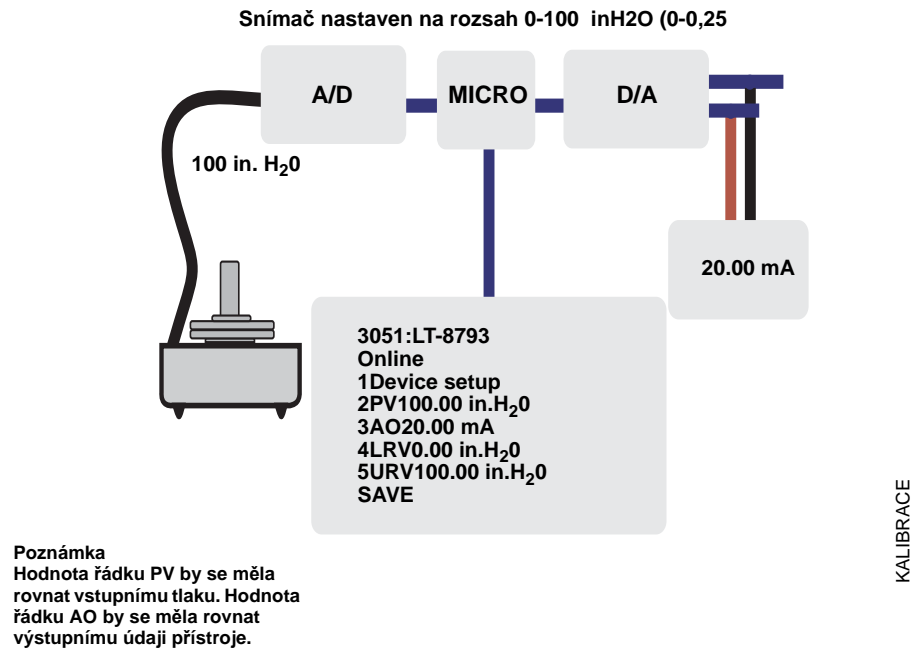 Snímač nastaven na rozsah 0-100 inH2O (0-0,25
A/D
MICRO
D/A
100 in. H₂0
20.00 mA
3051:LT-8793
Online
1Device setup
2PV100.00 in.H₂0
3AO20.00 mA
4LRV0.00 in.H₂0
5URV100.00 in.H₂0
SAVE
KALIBRACE
Poznámka
Hodnota řádku PV by se měla
rovnat vstupnímu tlaku. Hodnota
řádku AO by se měla rovnat
výstupnímu údaji přístroje.